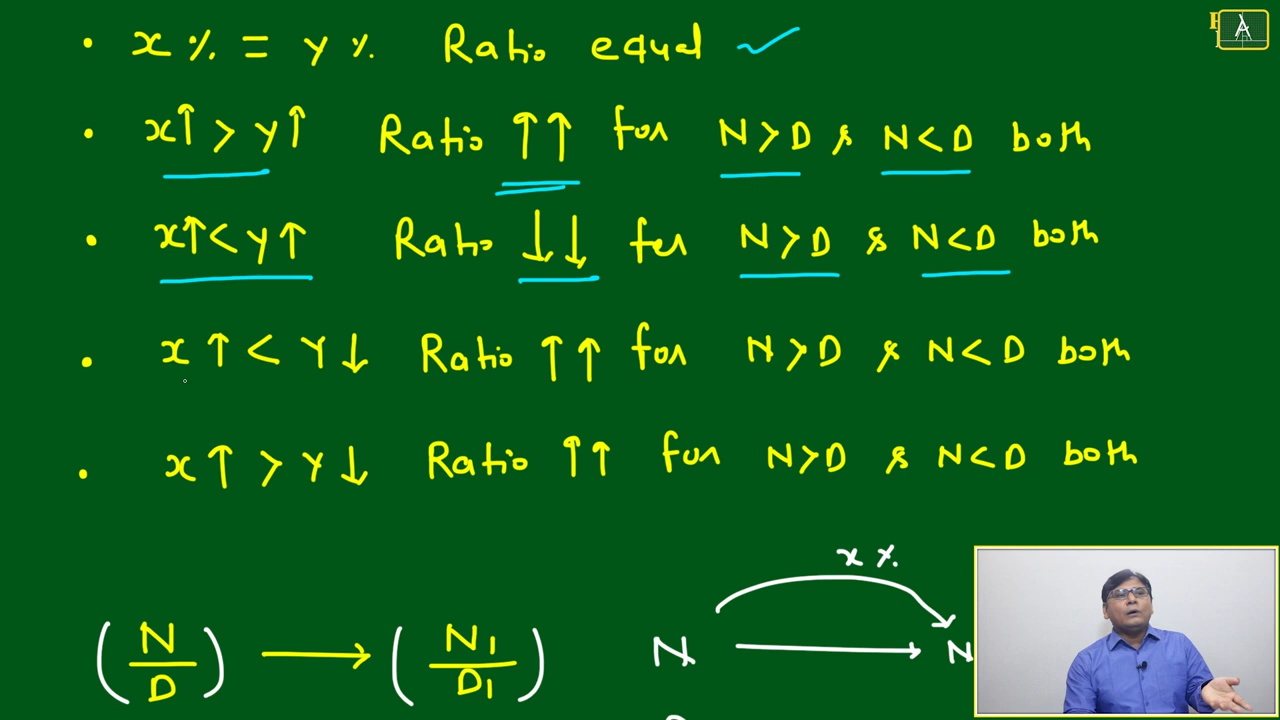 • x % = y % Ratio equal ✓
• x↑ > y↑ Ratio ↑↑ for N>D & N<D both
• x↑ < y↑ Ratio ↓↓ for N>D & N<D both
• x ↑ < y ↓ Ratio ↑↑ for N>D & N<D both
• x ↑ > y ↓ Ratio ↑↑ for N>D & N<D both
x %
(N/D) → (N1/D1) N → N